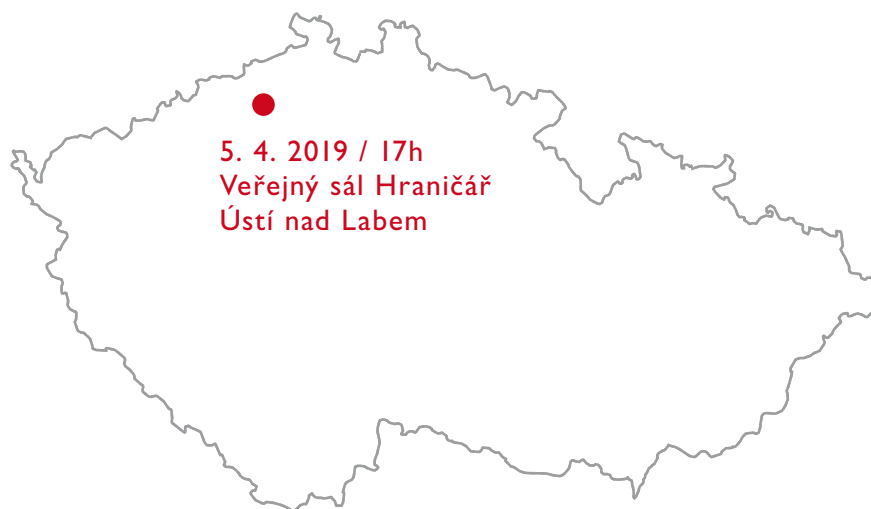 5. 4. 2019 / 17h
Veřejný sál Hraničář
Ústí nad Labem